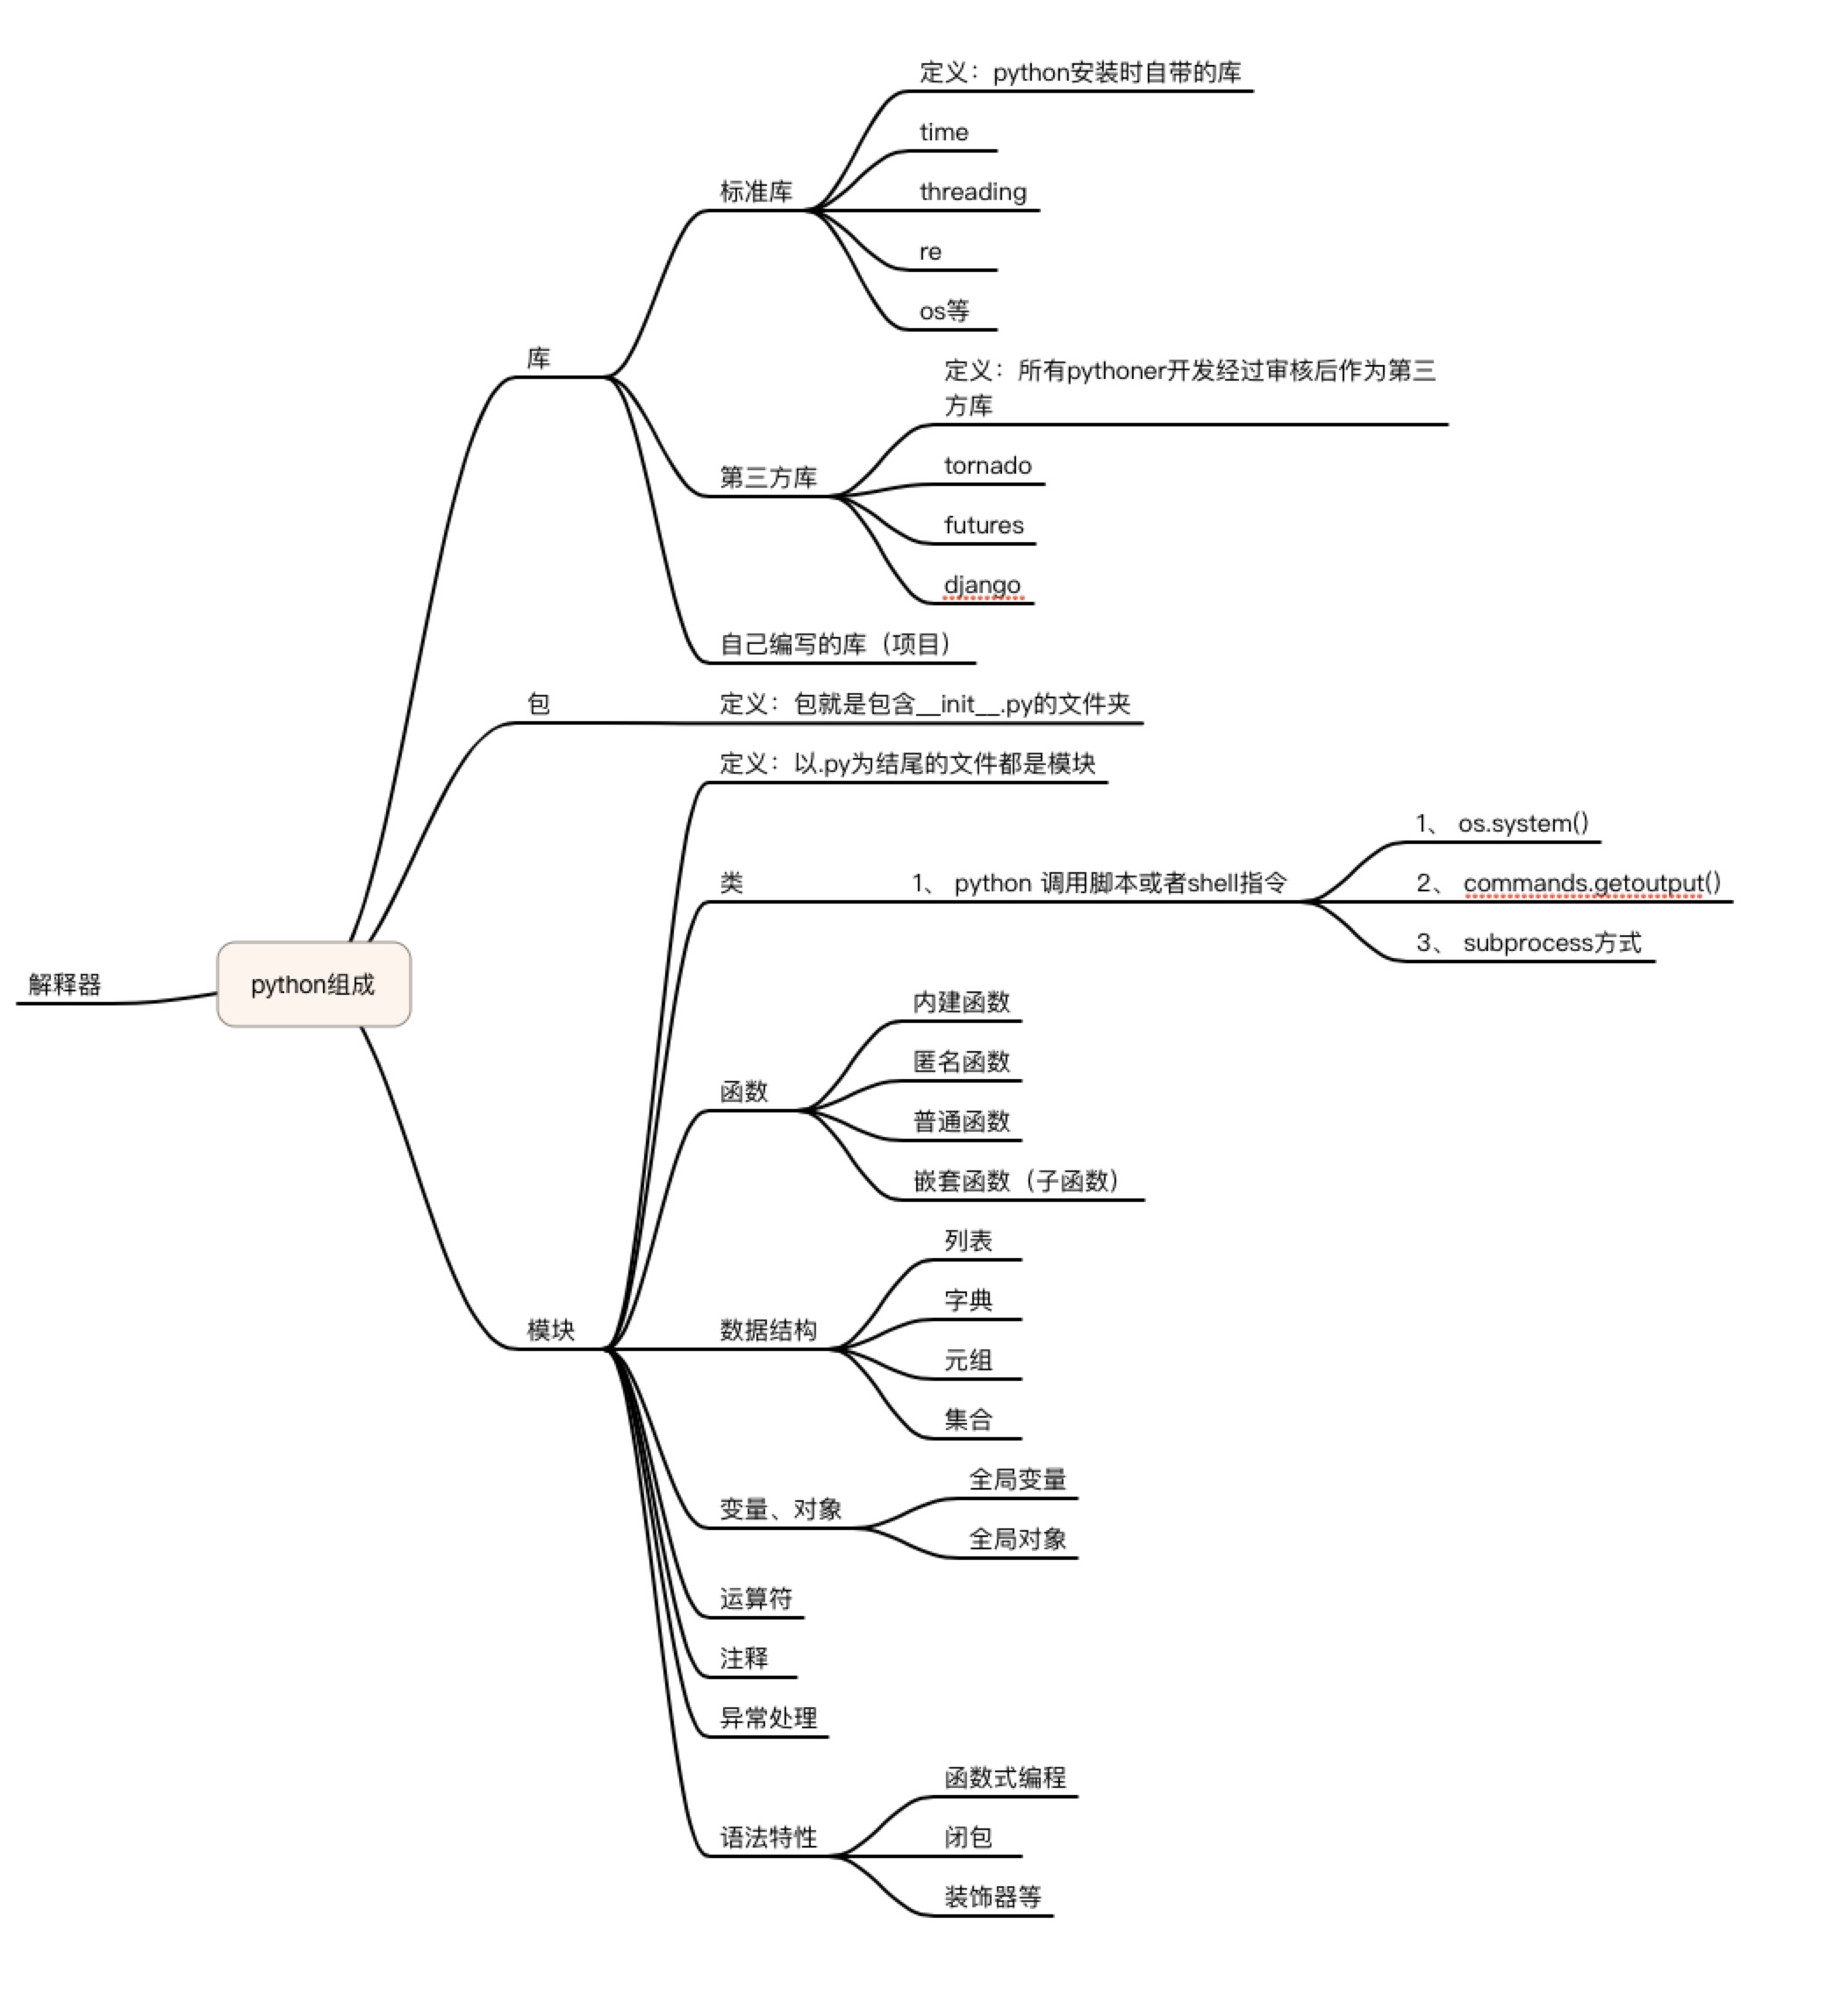 定义：python安装时自带的库
time
标准库
threading
re
os等
库
定义：所有pythoner开发经过审核后作为第三
方库
tornado
第三方库
futures
django
自己编写的库（项目）
包
定义：包就是包含__init__.py的文件夹
定义：以.py为结尾的文件都是模块
1、 os.system()
类
1、 python 调用脚本或者shell指令
2、 commands.getoutput()
3、 subprocess方式
解释器
python组成
内建函数
匿名函数
函数
普通函数
嵌套函数（子函数）
列表
字典
模块
数据结构
元组
集合
全局变量
变量、对象
全局对象
运算符
注释
异常处理
函数式编程
语法特性
闭包
装饰器等